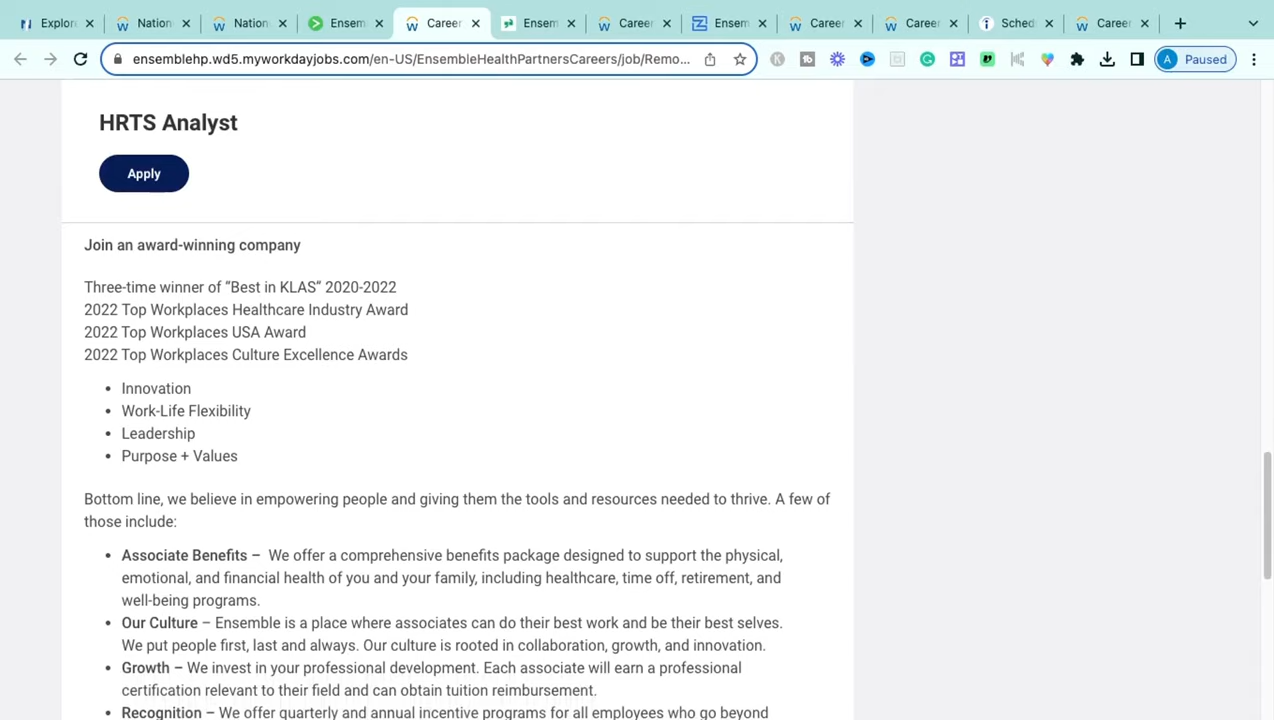 Explore
Nation
Nation
Ensem
Career
Ensem
Career
Ensem
Career
Career
Sched
Career
ensemblehp.wd5.myworkdayjobs.com/en-US/EnsembleHealthPartnersCareers/job/Remo...
A Paused
HRTS Analyst
Apply
Join an award-winning company
Three-time winner of "Best in KLAS" 2020-2022
2022 Top Workplaces Healthcare Industry Award
2022 Top Workplaces USA Award
2022 Top Workplaces Culture Excellence Awards
• Innovation
• Work-Life Flexibility
• Leadership
• Purpose + Values
Bottom line, we believe in empowering people and giving them the tools and resources needed to thrive. A few of
those include:
• Associate Benefits – We offer a comprehensive benefits package designed to support the physical,
emotional, and financial health of you and your family, including healthcare, time off, retirement, and
well-being programs.
• Our Culture – Ensemble is a place where associates can do their best work and be their best selves.
We put people first, last and always. Our culture is rooted in collaboration, growth, and innovation.
• Growth – We invest in your professional development. Each associate will earn a professional
certification relevant to their field and can obtain tuition reimbursement.
• Recognition – We offer quarterly and annual incentive programs for all employees who go beyond